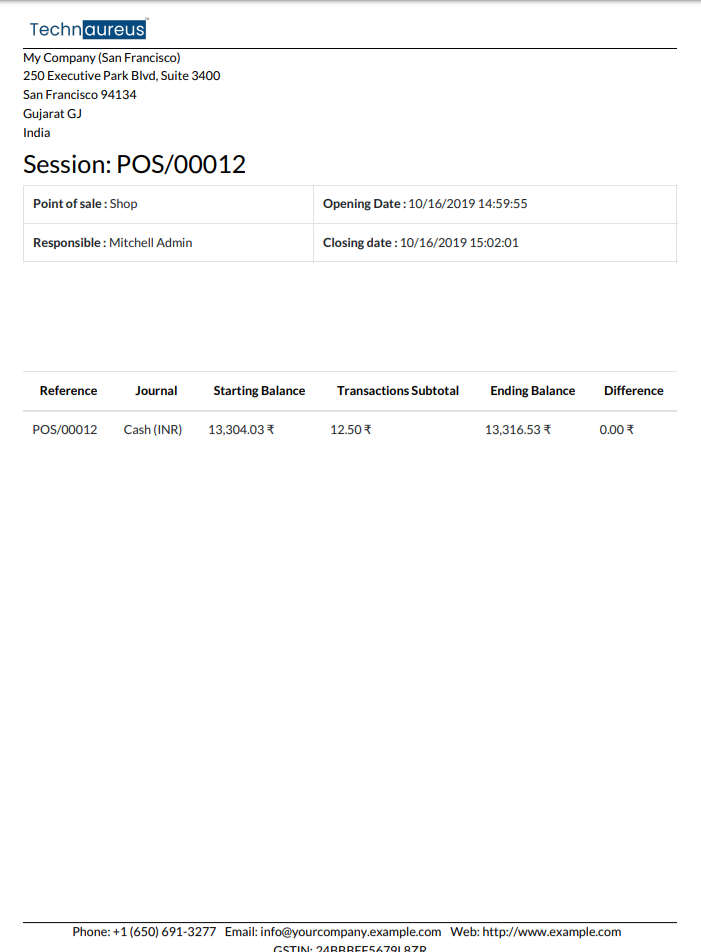 Technaureus™
My Company (San Francisco)
250 Executive Park Blvd, Suite 3400
San Francisco 94134
Gujarat GJ
India
Session: POS/00012
Point of sale : Shop Opening Date : 10/16/2019 14:59:55
Responsible : Mitchell Admin Closing date : 10/16/2019 15:02:01
Reference Journal Starting Balance Transactions Subtotal Ending Balance Difference
POS/00012 Cash (INR) 13,304.03 ₹ 12.50 ₹ 13,316.53 ₹ 0.00 ₹
Phone: +1 (650) 691-3277 Email: info@yourcompany.example.com Web: http://www.example.com
GSTIN: